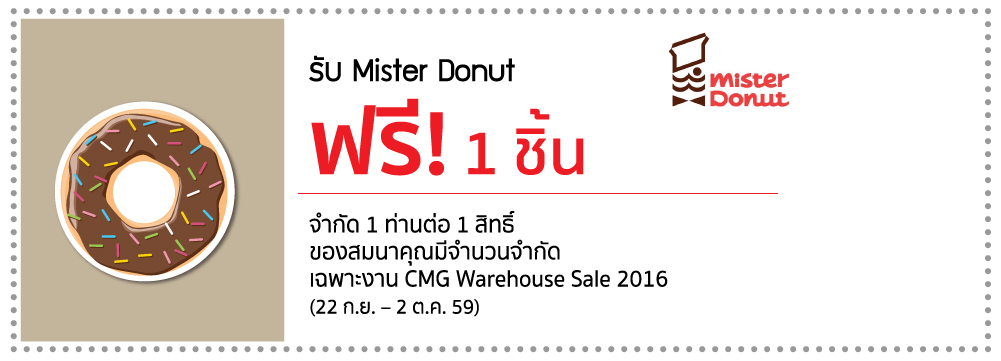 รับ Mister Donut
ฟรี! 1 ชิ้น
mister
Donut
จำกัด 1 ท่านต่อ 1 สิทธิ์
ของสมนาคุณมีจำนวนจำกัด
เฉพาะงาน CMG Warehouse Sale 2016
(22 ก.ย. – 2 ต.ค. 59)